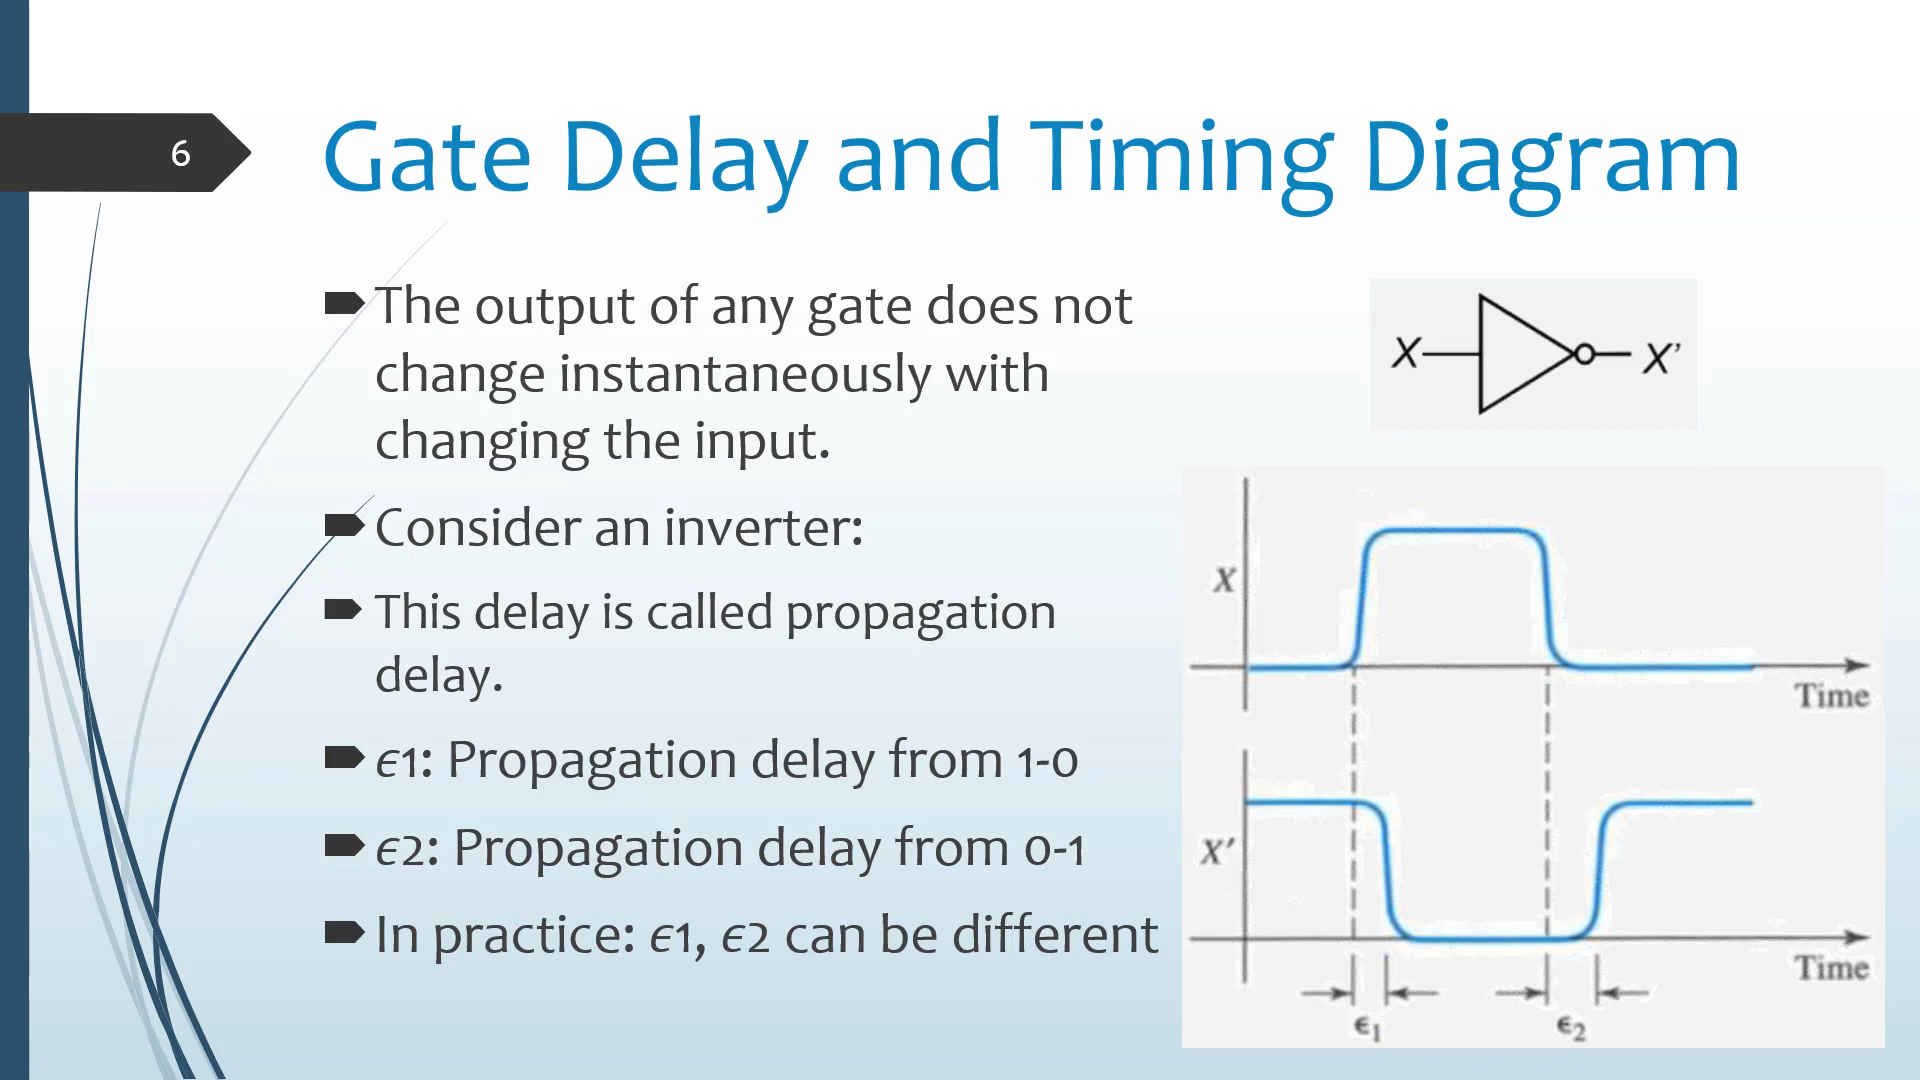 6
Gate Delay and Timing Diagram
The output of any gate does not
change instantaneously with
changing the input.
Consider an inverter:
This delay is called propagation
delay.
ϵ1: Propagation delay from 1-0
ϵ2: Propagation delay from 0-1
In practice: ϵ1, ϵ2 can be different
X X’
X
Time
X′
Time
ϵ₁ ϵ₂